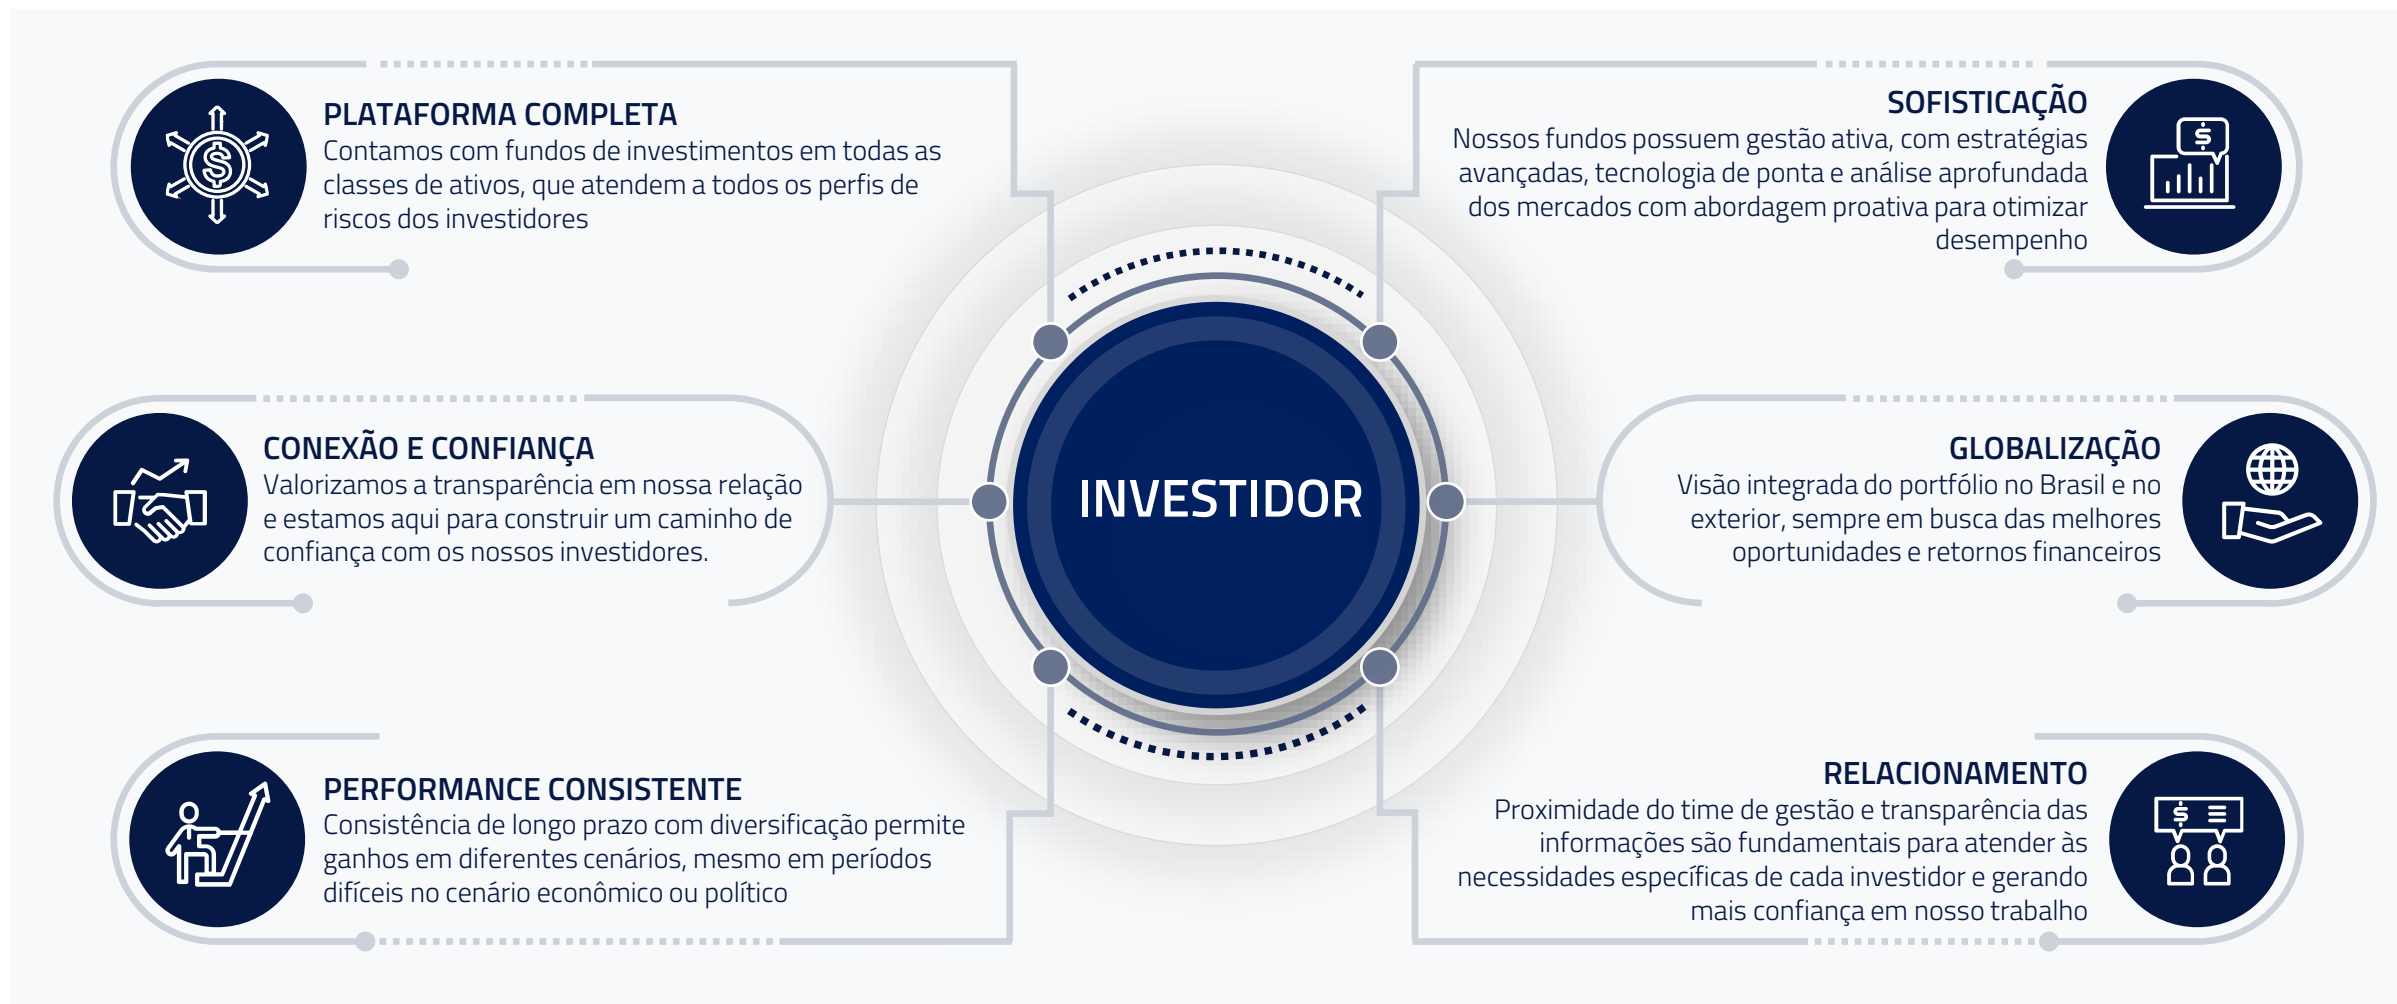 PLATAFORMA COMPLETA
Contamos com fundos de investimentos em todas as
classes de ativos, que atendem a todos os perfis de
riscos dos investidores
CONEXÃO E CONFIANÇA
Valorizamos a transparência em nossa relação
e estamos aqui para construir um caminho de
confiança com os nossos investidores.
PERFORMANCE CONSISTENTE
Consistência de longo prazo com diversificação permite
ganhos em diferentes cenários, mesmo em períodos
difíceis no cenário econômico ou político
INVESTIDOR
SOFISTICAÇÃO
Nossos fundos possuem gestão ativa, com estratégias
avançadas, tecnologia de ponta e análise aprofundada
dos mercados com abordagem proativa para otimizar
desempenho
GLOBALIZAÇÃO
Visão integrada do portfólio no Brasil e no
exterior, sempre em busca das melhores
oportunidades e retornos financeiros
RELACIONAMENTO
Proximidade do time de gestão e transparência das
informações são fundamentais para atender às
necessidades específicas de cada investidor e gerando
mais confiança em nosso trabalho